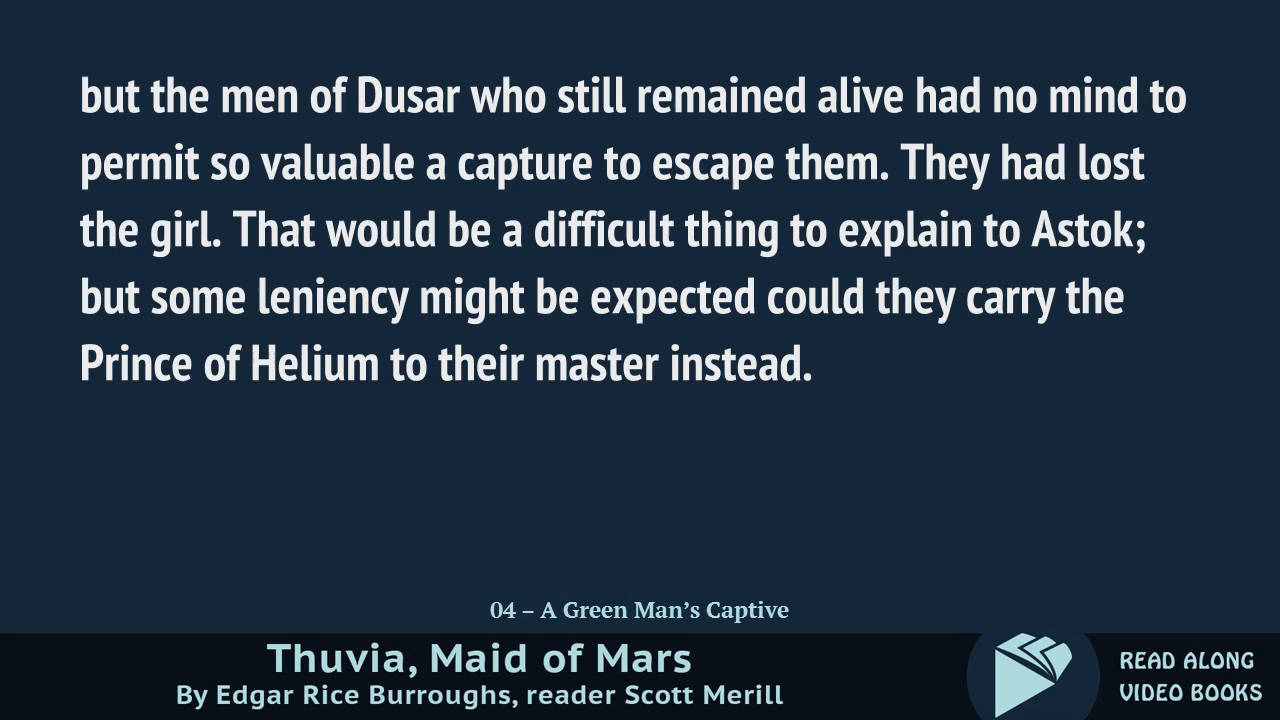 but the men of Dusar who still remained alive had no mind to
permit so valuable a capture to escape them. They had lost
the girl. That would be a difficult thing to explain to Astok;
but some leniency might be expected could they carry the
Prince of Helium to their master instead.
04 – A Green Man’s Captive
Thuvia, Maid of Mars
By Edgar Rice Burroughs, reader Scott Merill
READ ALONG
VIDEO BOOKS